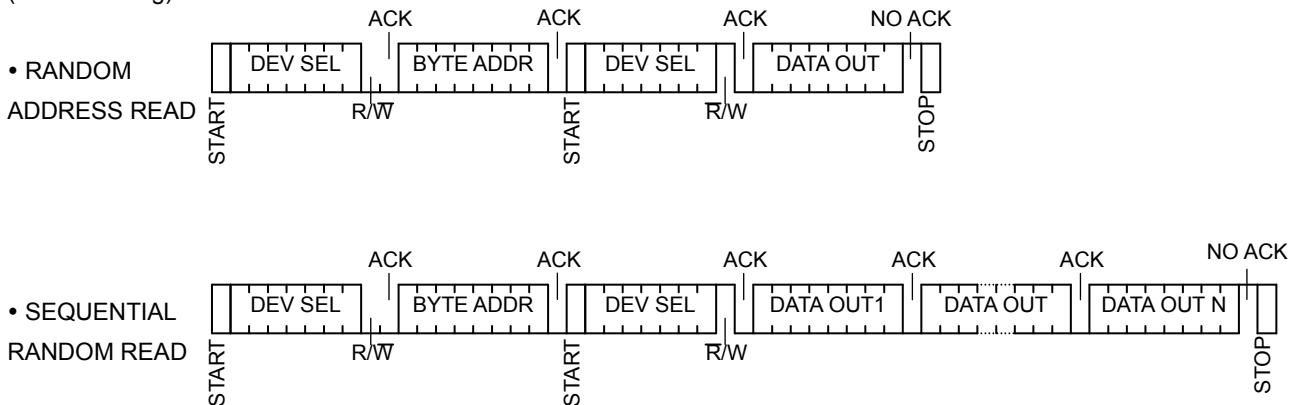 ACK ACK ACK NO ACK
• RANDOM
ADDRESS READ
DEV SEL BYTE ADDR DEV SEL DATA OUT
START R/W̅ START R̅/W STOP
ACK ACK ACK ACK ACK NO ACK
• SEQUENTIAL
RANDOM READ
DEV SEL BYTE ADDR DEV SEL DATA OUT1 DATA OUT DATA OUT N
START R/W̅ START R̅/W STOP